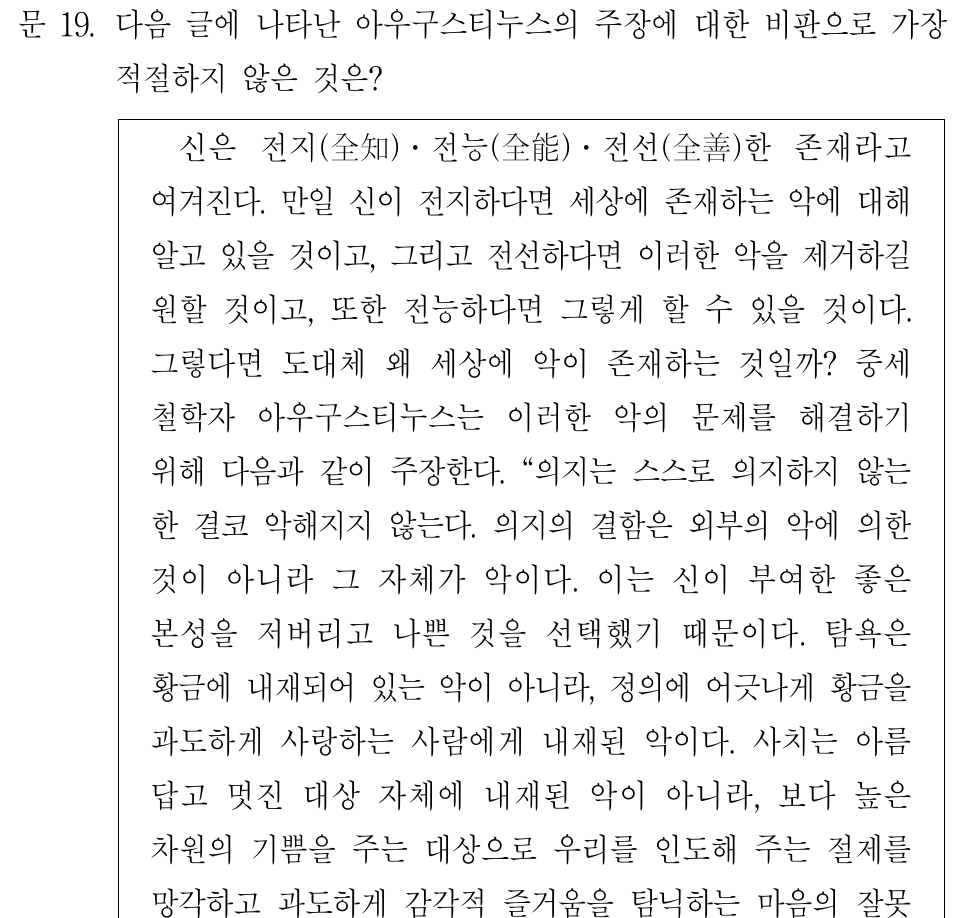 문 19. 다음 글에 나타난 아우구스티누스의 주장에 대한 비판으로 가장
적절하지 않은 것은?
신은 전지(全知)・전능(全能)・전선(全善)한 존재라고
여겨진다. 만일 신이 전지하다면 세상에 존재하는 악에 대해
알고 있을 것이고, 그리고 전선하다면 이러한 악을 제거하길
원할 것이고, 또한 전능하다면 그렇게 할 수 있을 것이다.
그렇다면 도대체 왜 세상에 악이 존재하는 것일까? 중세
철학자 아우구스티누스는 이러한 악의 문제를 해결하기
위해 다음과 같이 주장한다. “의지는 스스로 의지하지 않는
한 결코 악해지지 않는다. 의지의 결함은 외부의 악에 의한
것이 아니라 그 자체가 악이다. 이는 신이 부여한 좋은
본성을 저버리고 나쁜 것을 선택했기 때문이다. 탐욕은
황금에 내재되어 있는 악이 아니라, 정의에 어긋나게 황금을
과도하게 사랑하는 사람에게 내재된 악이다. 사치는 아름
답고 멋진 대상 자체에 내재된 악이 아니라, 보다 높은
차원의 기쁨을 주는 대상으로 우리를 인도해 주는 절제를
망각하고 과도하게 감각적 즐거움을 탐닉하는 마음의 잘못